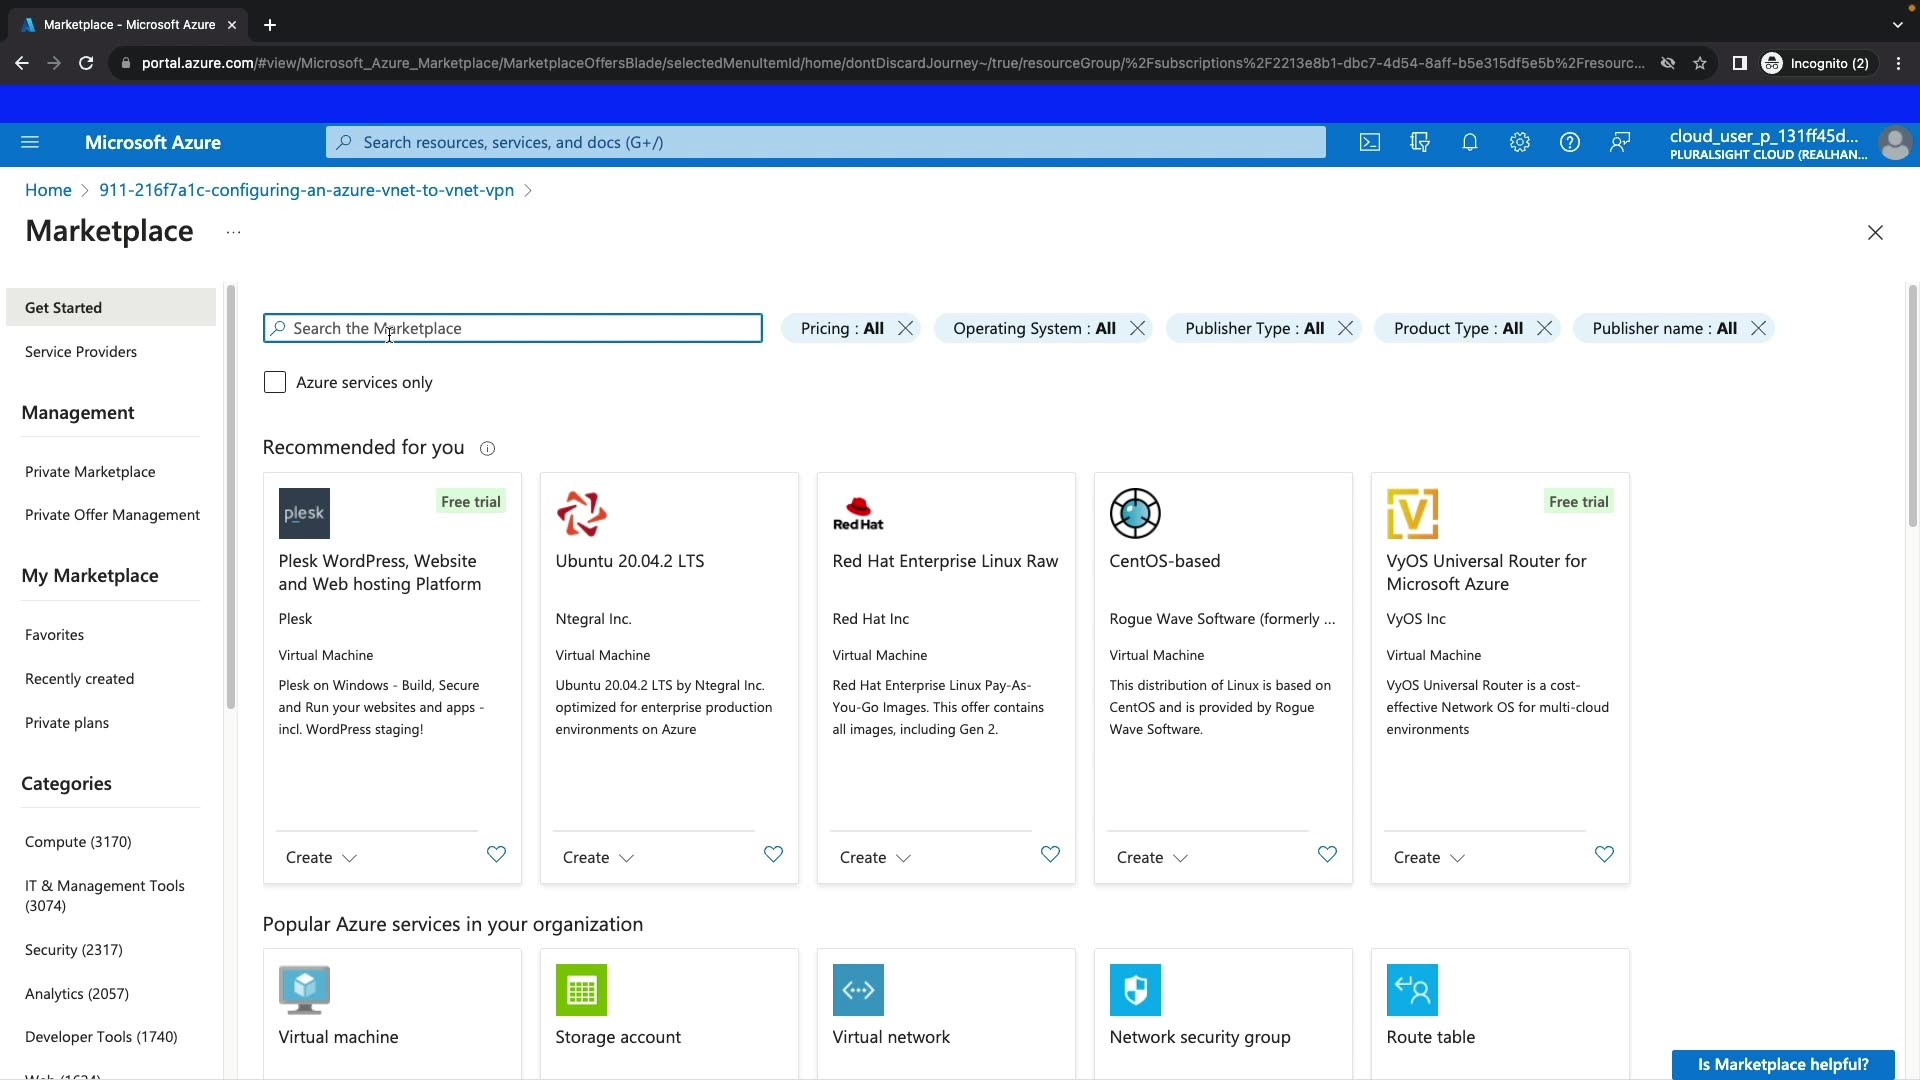 Marketplace - Microsoft Azure
portal.azure.com/#view/Microsoft_Azure_Marketplace/MarketplaceOffersBlade/selectedMenuItemId/home/dontDiscardJourney~/true/resourceGroup/%2Fsubscriptions%2F2213e8b1-dbc7-4d54-8aff-b5e315df5e5b%2Fresourc...
Incognito (2)
Microsoft Azure
Search resources, services, and docs (G+/)
cloud_user_p_131ff45d...
PLURALSIGHT CLOUD (REALHAN...
Home > 911-216f7a1c-configuring-an-azure-vnet-to-vnet-vpn >
Marketplace ...
Get Started
Service Providers
Management
Private Marketplace
Private Offer Management
My Marketplace
Favorites
Recently created
Private plans
Categories
Compute (3170)
IT & Management Tools
(3074)
Security (2317)
Analytics (2057)
Developer Tools (1740)
Search the Marketplace
Pricing : All
Operating System : All
Publisher Type : All
Product Type : All
Publisher name : All
Azure services only
Recommended for you
plesk
Free trial
Plesk WordPress, Website
and Web hosting Platform
Plesk
Virtual Machine
Plesk on Windows - Build, Secure
and Run your websites and apps -
incl. WordPress staging!
Create
Ubuntu 20.04.2 LTS
Ntegral Inc.
Virtual Machine
Ubuntu 20.04.2 LTS by Ntegral Inc.
optimized for enterprise production
environments on Azure
Create
Red Hat
Red Hat Enterprise Linux Raw
Red Hat Inc
Virtual Machine
Red Hat Enterprise Linux Pay-As-
You-Go Images. This offer contains
all images, including Gen 2.
Create
CentOS-based
Rogue Wave Software (formerly ...
Virtual Machine
This distribution of Linux is based on
CentOS and is provided by Rogue
Wave Software.
Create
Free trial
VyOS Universal Router for
Microsoft Azure
VyOS Inc
Virtual Machine
VyOS Universal Router is a cost-
effective Network OS for multi-cloud
environments
Create
Popular Azure services in your organization
Virtual machine
Storage account
Virtual network
Network security group
Route table
Is Marketplace helpful?